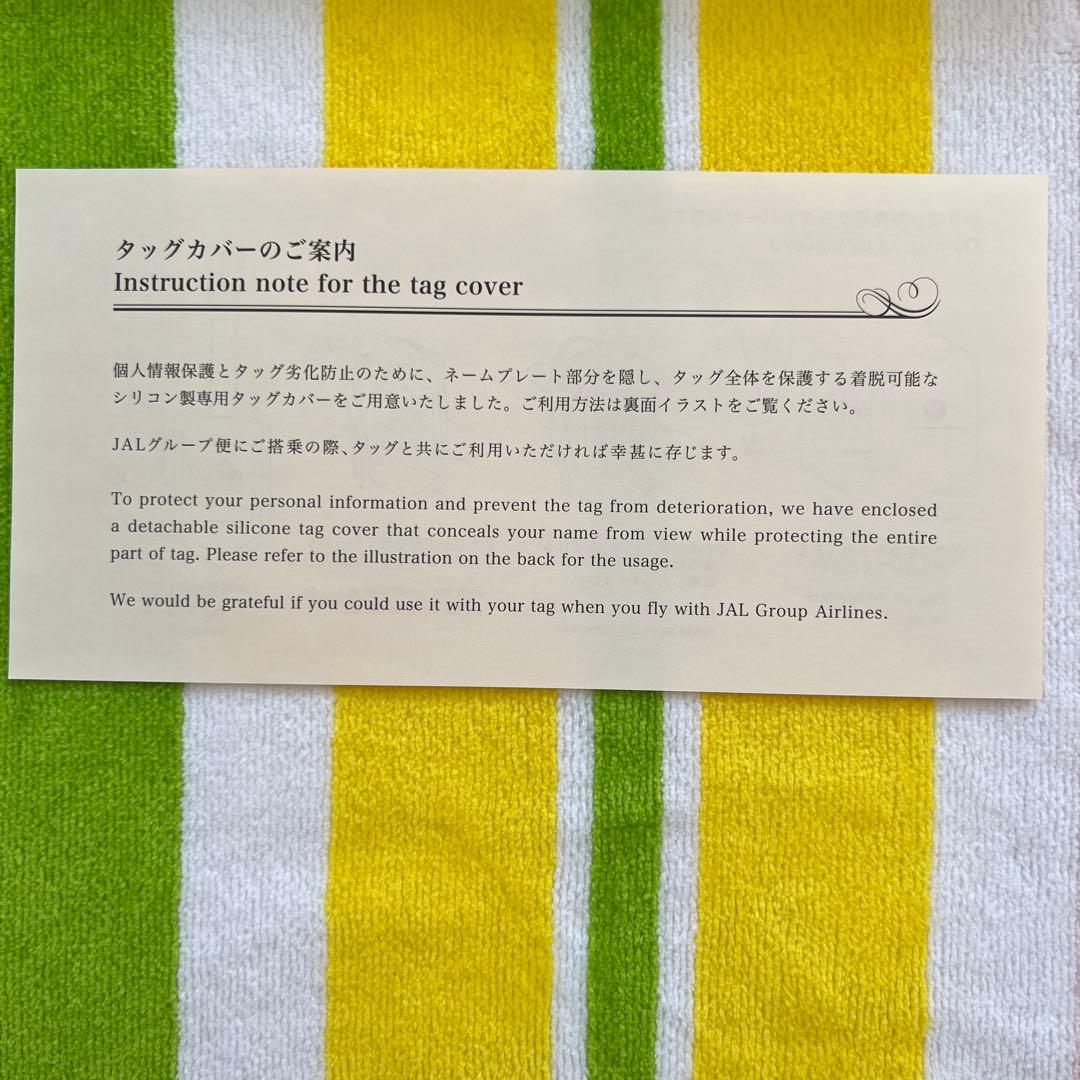 タッグカバーのご案内
Instruction note for the tag cover
個人情報保護とタッグ劣化防止のために、ネームプレート部分を隠し、タッグ全体を保護する着脱可能な
シリコン製専用タッグカバーをご用意いたしました。ご利用方法は裏面イラストをご覧ください。
JALグループ便にご搭乗の際、タッグと共にご利用いただければ幸甚に存じます。
To protect your personal information and prevent the tag from deterioration, we have enclosed
a detachable silicone tag cover that conceals your name from view while protecting the entire
part of tag. Please refer to the illustration on the back for the usage.
We would be grateful if you could use it with your tag when you fly with JAL Group Airlines.